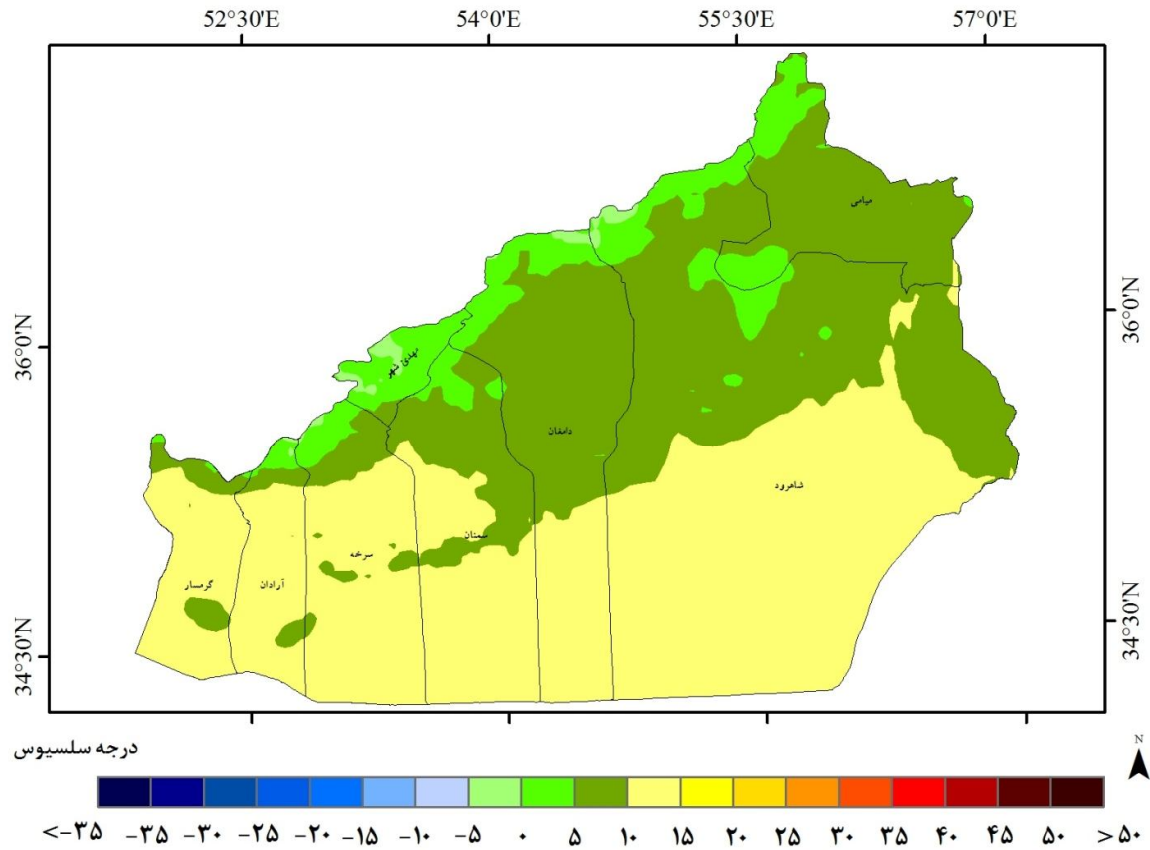 52°30'E 54°0'E 55°30'E 57°0'E
36°0'N
34°30'N
36°0'N
34°30'N
میامی
مهدی شهر
دامغان
شاهرود
سمنان
سرخه
آرادان
گرمسار
درجه سلسیوس
N
<-۳۵ -۳۵ -۳۰ -۲۵ -۲۰ -۱۵ -۱۰ -۵ ۰ ۵ ۱۰ ۱۵ ۲۰ ۲۵ ۳۰ ۳۵ ۴۰ ۴۵ ۵۰ >۵۰